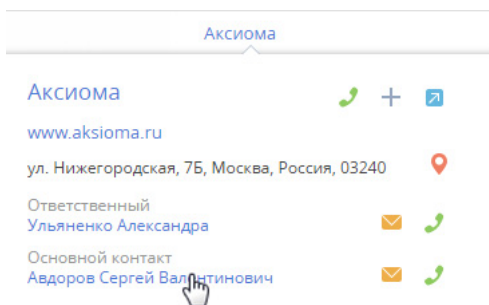 Аксиома
Аксиома
www.aksioma.ru
ул. Нижегородская, 7Б, Москва, Россия, 03240
Ответственный
Ульяненко Александра
Основной контакт
Авдоров Сергей Валентинович